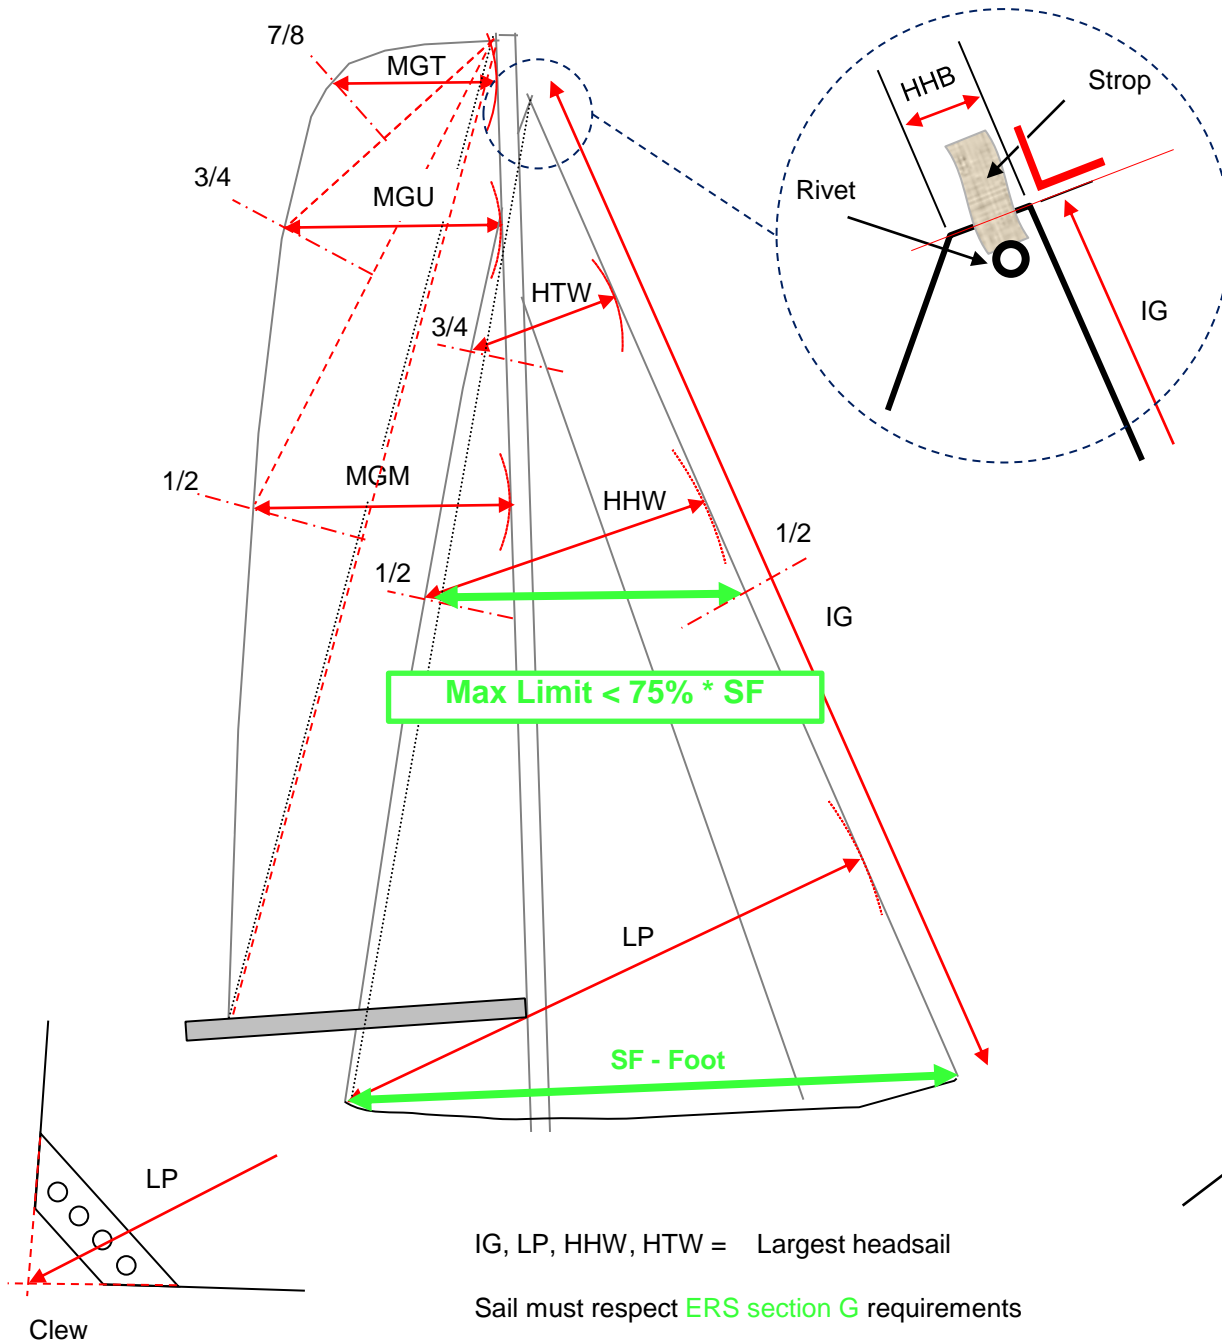 7/8
MGT
HHB
Strop
3/4
MGU
Rivet
HTW
IG
3/4
1/2
MGM
HHW
1/2
1/2
IG
Max Limit < 75% * SF
LP
SF - Foot
LP
IG, LP, HHW, HTW = Largest headsail
Sail must respect ERS section G requirements
Clew